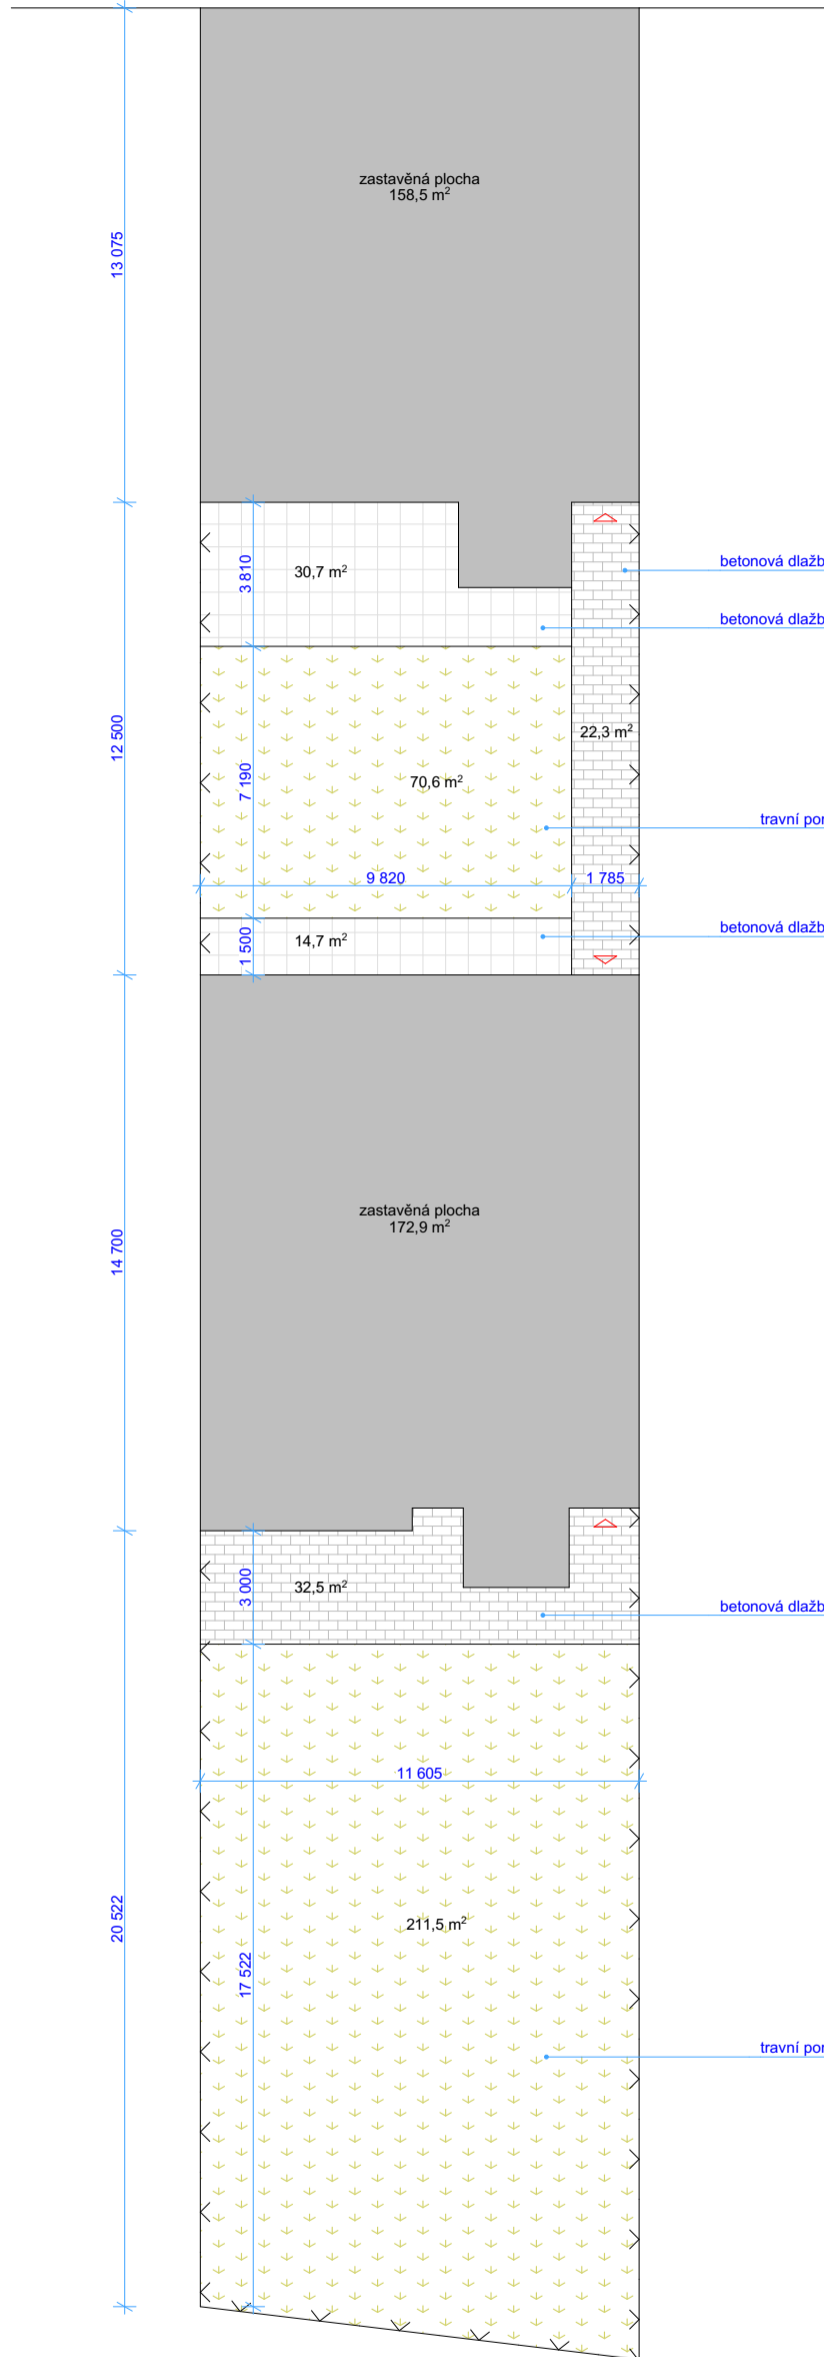 zastavěná plocha
158,5 m²
13 075
3 810
30,7 m²
betonová dlažb
betonová dlažb
12 500
22,3 m²
7 190
70,6 m²
travní por
9 820
1 785
1 500
14,7 m²
betonová dlažb
zastavěná plocha
172,9 m²
14 700
3 000
32,5 m²
betonová dlažb
11 605
20 522
211,5 m²
17 522
travní por